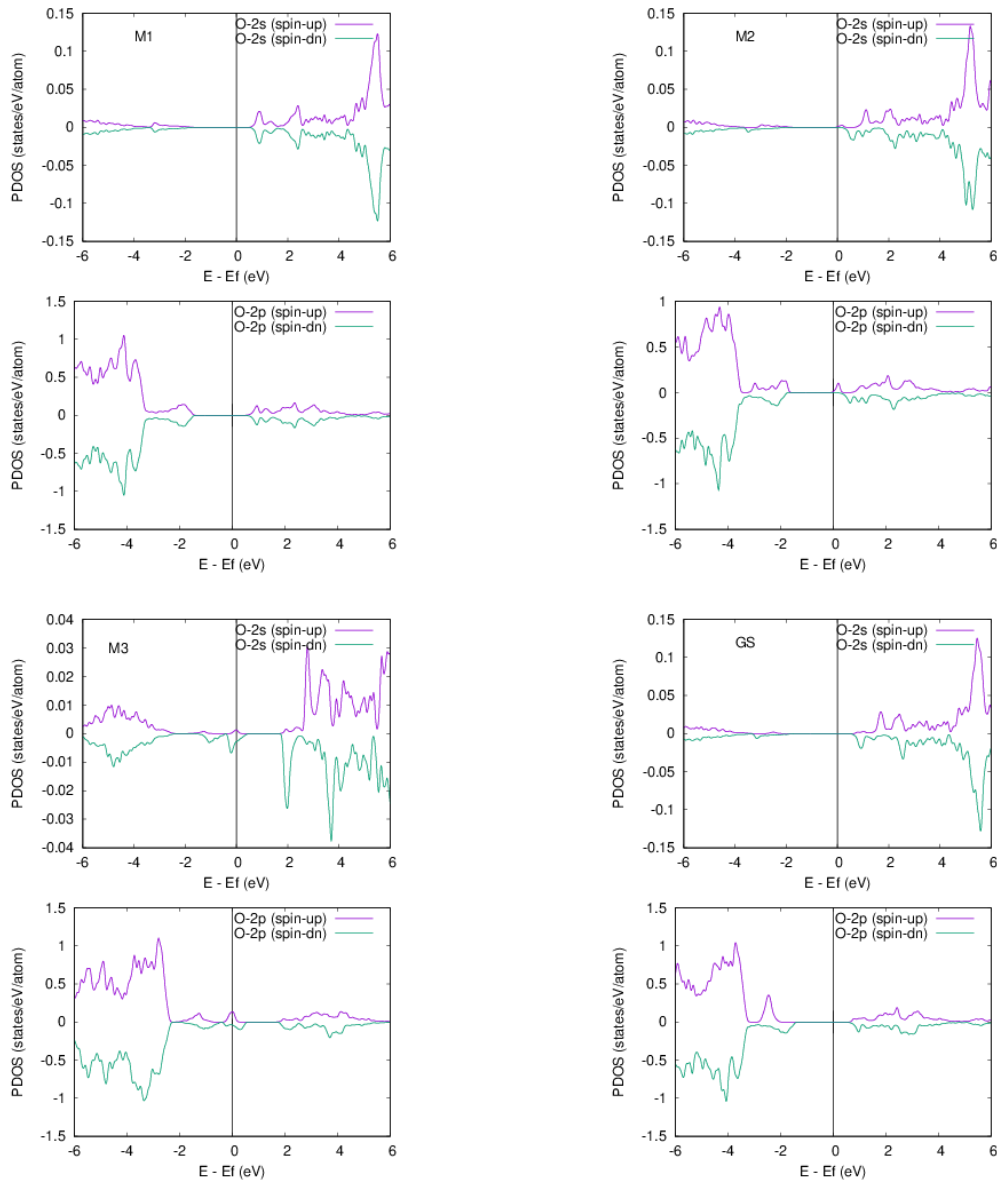 M1
O-2s (spin-up)
O-2s (spin-dn)
PDOS (states/eV/atom)
0.15
0.1
0.05
0
-0.05
-0.1
-0.15
-6 -4 -2 0 2 4 6
E - Ef (eV)
M2
O-2s (spin-up)
O-2s (spin-dn)
PDOS (states/eV/atom)
0.15
0.1
0.05
0
-0.05
-0.1
-0.15
-6 -4 -2 0 2 4 6
E - Ef (eV)
O-2p (spin-up)
O-2p (spin-dn)
PDOS (states/eV/atom)
1.5
1
0.5
0
-0.5
-1
-1.5
-6 -4 -2 0 2 4 6
E - Ef (eV)
O-2p (spin-up)
O-2p (spin-dn)
PDOS (states/eV/atom)
1
0.5
0
-0.5
-1
-1.5
-6 -4 -2 0 2 4 6
E - Ef (eV)
M3
O-2s (spin-up)
O-2s (spin-dn)
PDOS (states/eV/atom)
0.04
0.03
0.02
0.01
0
-0.01
-0.02
-0.03
-0.04
-6 -4 -2 0 2 4 6
E - Ef (eV)
GS
O-2s (spin-up)
O-2s (spin-dn)
PDOS (states/eV/atom)
0.15
0.1
0.05
0
-0.05
-0.1
-0.15
-6 -4 -2 0 2 4 6
E - Ef (eV)
O-2p (spin-up)
O-2p (spin-dn)
PDOS (states/eV/atom)
1.5
1
0.5
0
-0.5
-1
-1.5
-6 -4 -2 0 2 4 6
E - Ef (eV)
O-2p (spin-up)
O-2p (spin-dn)
PDOS (states/eV/atom)
1.5
1
0.5
0
-0.5
-1
-1.5
-6 -4 -2 0 2 4 6
E - Ef (eV)